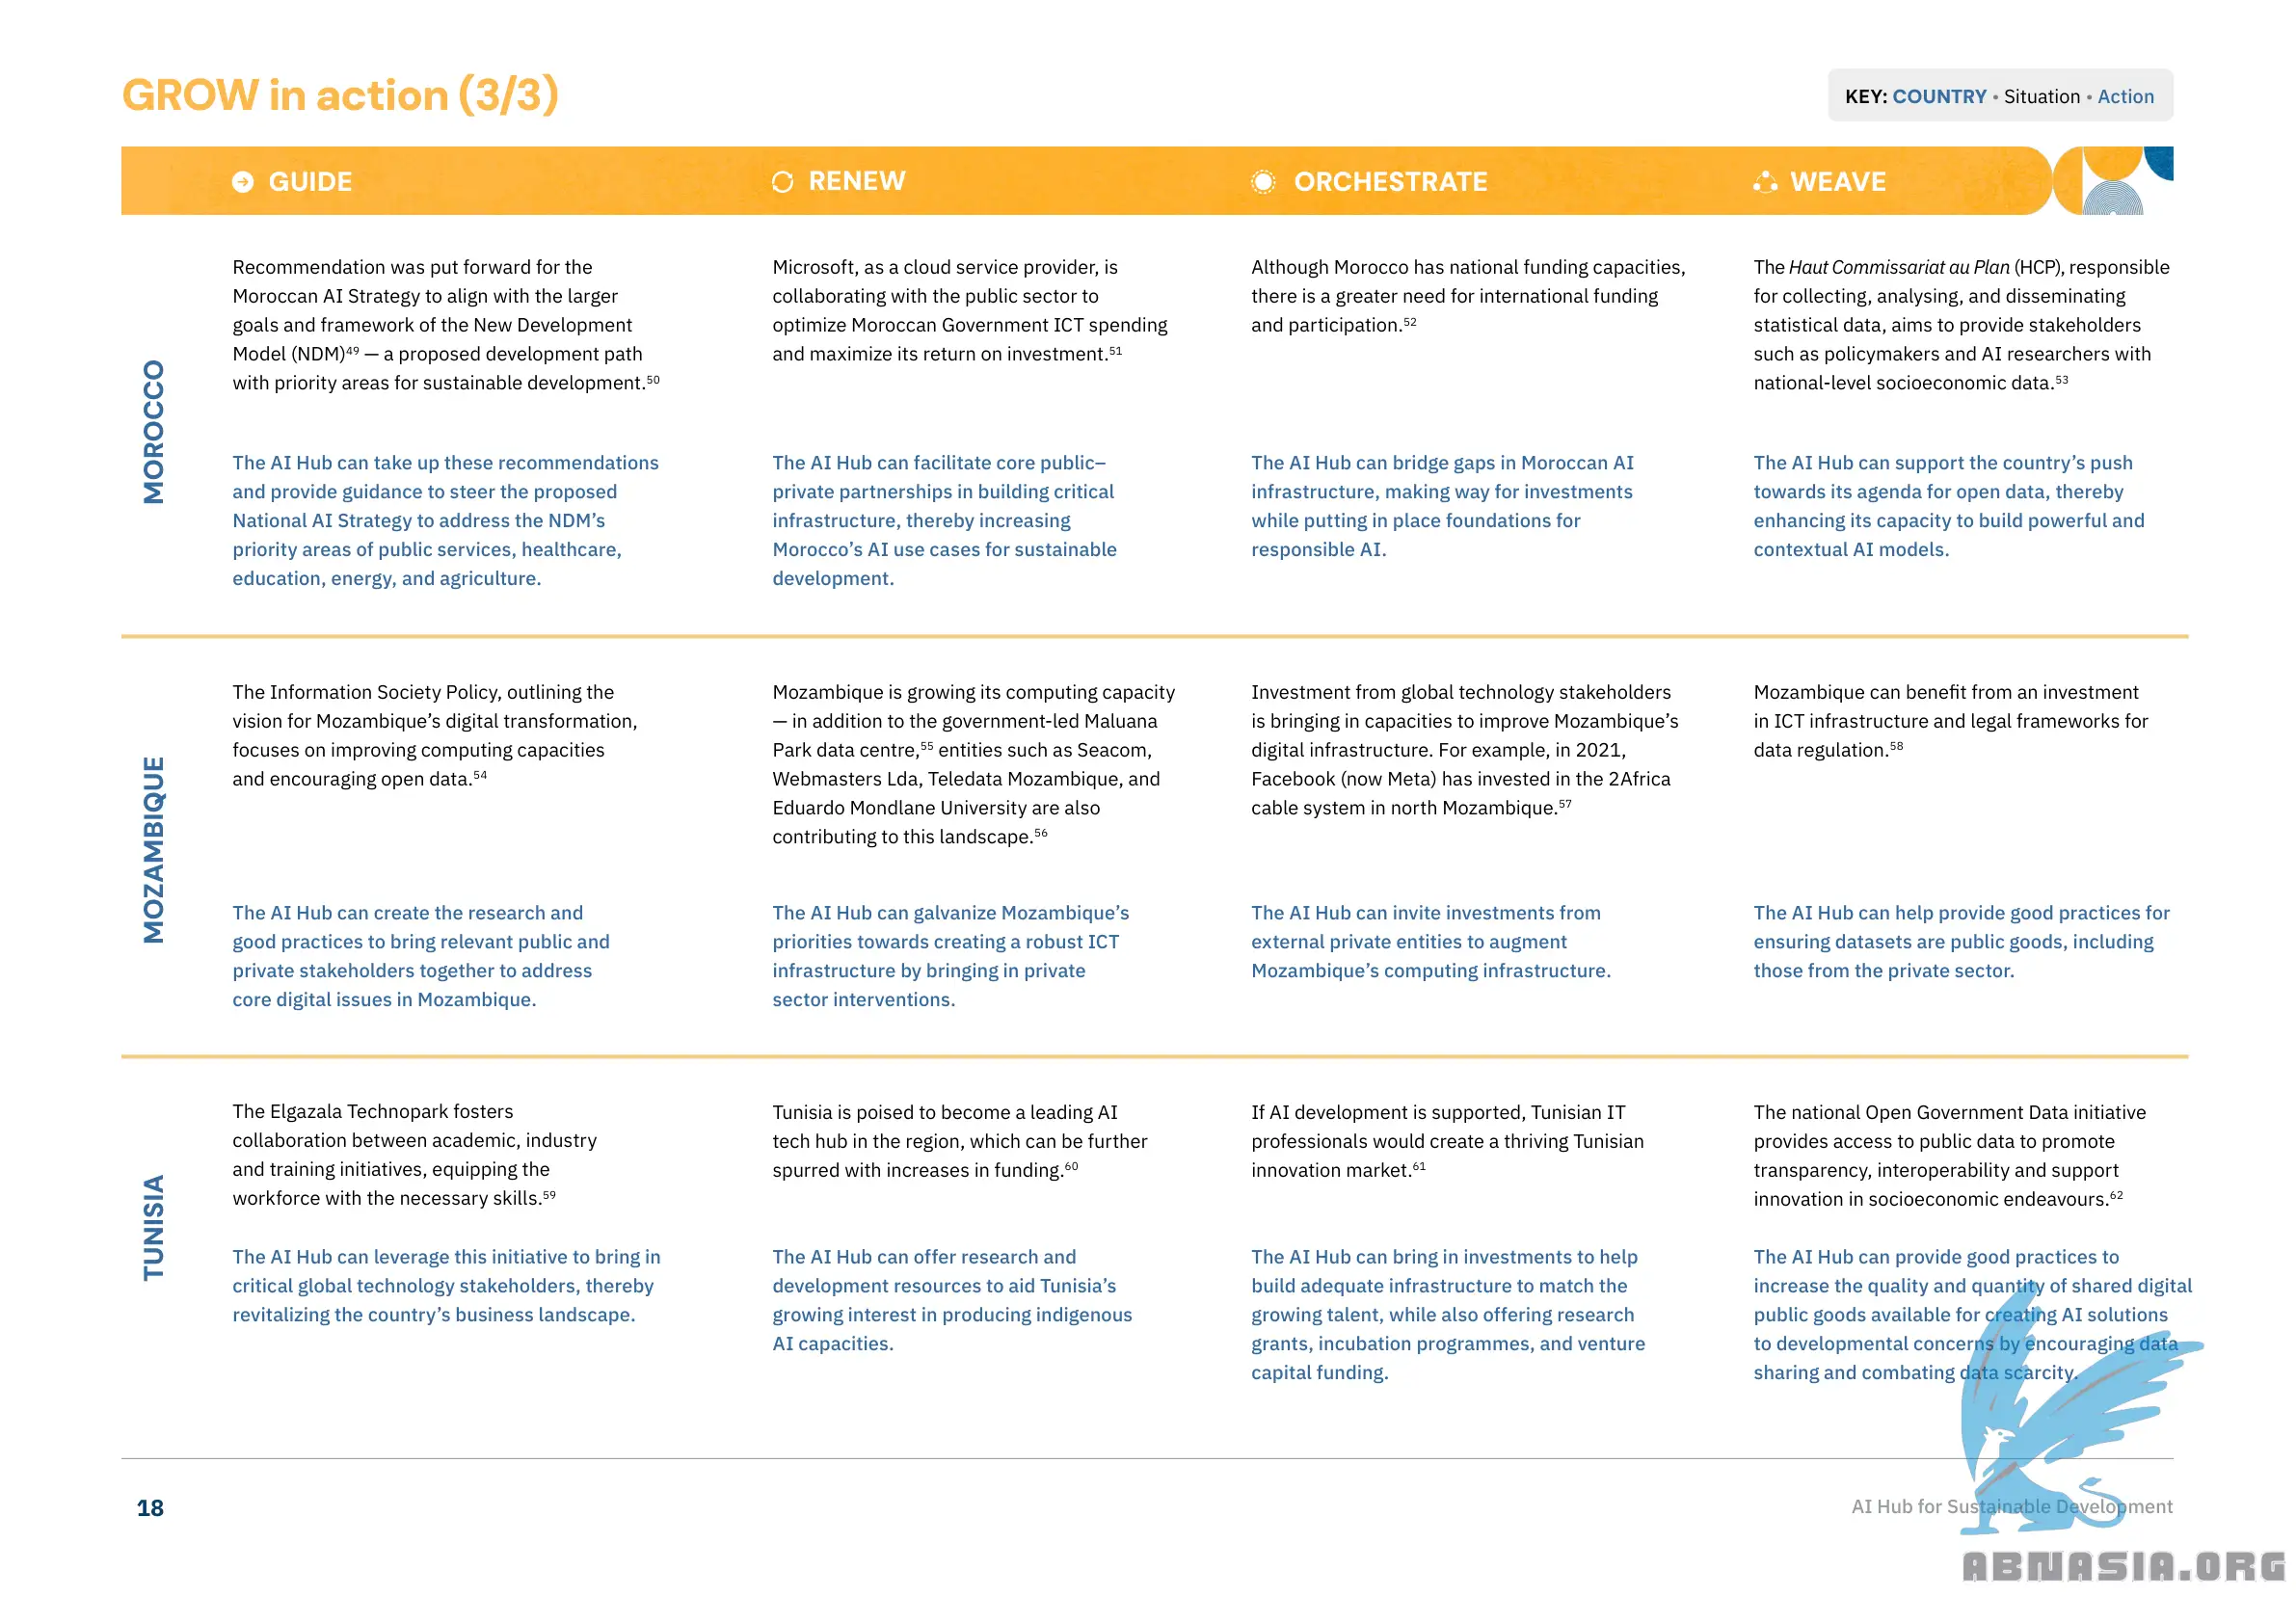 GROW in action (3/3)
KEY: COUNTRY • Situation • Action
GUIDE
RENEW
ORCHESTRATE
WEAVE
MOROCCO
Recommendation was put forward for the
Moroccan AI Strategy to align with the larger
goals and framework of the New Development
Model (NDM)49 — a proposed development path
with priority areas for sustainable development.50
The AI Hub can take up these recommendations
and provide guidance to steer the proposed
National AI Strategy to address the NDM’s
priority areas of public services, healthcare,
education, energy, and agriculture.
Microsoft, as a cloud service provider, is
collaborating with the public sector to
optimize Moroccan Government ICT spending
and maximize its return on investment.51
The AI Hub can facilitate core public–
private partnerships in building critical
infrastructure, thereby increasing
Morocco’s AI use cases for sustainable
development.
Although Morocco has national funding capacities,
there is a greater need for international funding
and participation.52
The AI Hub can bridge gaps in Moroccan AI
infrastructure, making way for investments
while putting in place foundations for
responsible AI.
The Haut Commissariat au Plan (HCP), responsible
for collecting, analysing, and disseminating
statistical data, aims to provide stakeholders
such as policymakers and AI researchers with
national-level socioeconomic data.53
The AI Hub can support the country’s push
towards its agenda for open data, thereby
enhancing its capacity to build powerful and
contextual AI models.
MOZAMBIQUE
The Information Society Policy, outlining the
vision for Mozambique’s digital transformation,
focuses on improving computing capacities
and encouraging open data.54
The AI Hub can create the research and
good practices to bring relevant public and
private stakeholders together to address
core digital issues in Mozambique.
Mozambique is growing its computing capacity
— in addition to the government-led Maluana
Park data centre,55 entities such as Seacom,
Webmasters Lda, Teledata Mozambique, and
Eduardo Mondlane University are also
contributing to this landscape.56
The AI Hub can galvanize Mozambique’s
priorities towards creating a robust ICT
infrastructure by bringing in private
sector interventions.
Investment from global technology stakeholders
is bringing in capacities to improve Mozambique’s
digital infrastructure. For example, in 2021,
Facebook (now Meta) has invested in the 2Africa
cable system in north Mozambique.57
The AI Hub can invite investments from
external private entities to augment
Mozambique’s computing infrastructure.
Mozambique can benefit from an investment
in ICT infrastructure and legal frameworks for
data regulation.58
The AI Hub can help provide good practices for
ensuring datasets are public goods, including
those from the private sector.
TUNISIA
The Elgazala Technopark fosters
collaboration between academic, industry
and training initiatives, equipping the
workforce with the necessary skills.59
The AI Hub can leverage this initiative to bring in
critical global technology stakeholders, thereby
revitalizing the country’s business landscape.
Tunisia is poised to become a leading AI
tech hub in the region, which can be further
spurred with increases in funding.60
The AI Hub can offer research and
development resources to aid Tunisia’s
growing interest in producing indigenous
AI capacities.
If AI development is supported, Tunisian IT
professionals would create a thriving Tunisian
innovation market.61
The AI Hub can bring in investments to help
build adequate infrastructure to match the
growing talent, while also offering research
grants, incubation programmes, and venture
capital funding.
The national Open Government Data initiative
provides access to public data to promote
transparency, interoperability and support
innovation in socioeconomic endeavours.62
The AI Hub can provide good practices to
increase the quality and quantity of shared digital
public goods available for creating AI solutions
to developmental concerns by encouraging data
sharing and combating data scarcity.
18
AI Hub for Sustainable Development
ABNASIA.ORG